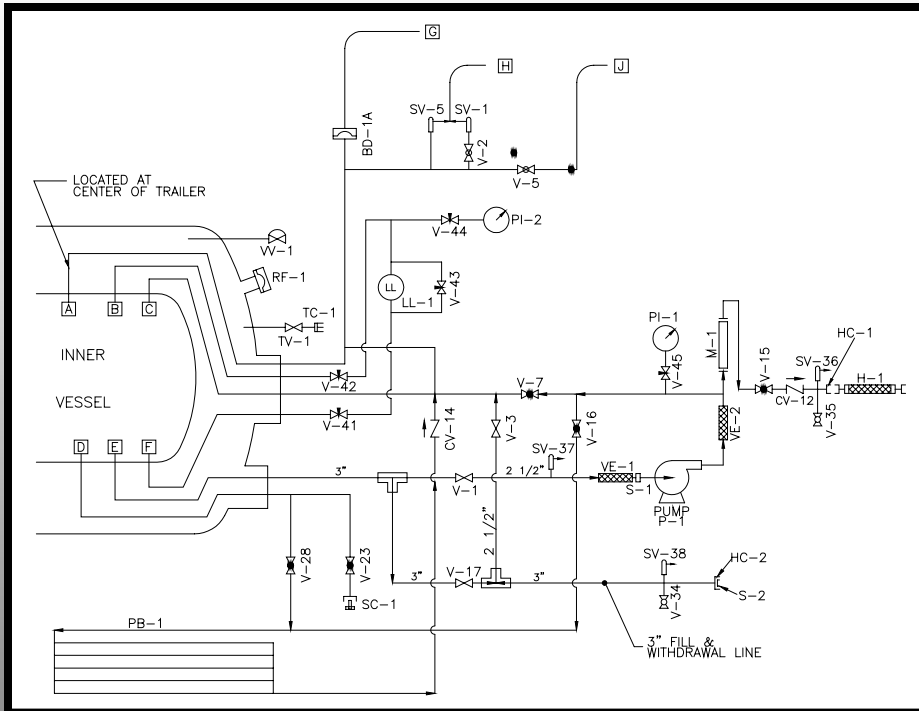 G
H
J
SV-5
SV-1
BD-1A
V-2
V-5
LOCATED AT
CENTER OF TRAILER
VV-1
RF-1
V-44
PI-2
LL-1
V-43
A
B
C
TC-1
TV-1
INNER
VESSEL
V-42
V-41
PI-1
V-45
M-1
V-15
SV-36
HC-1
H-1
CV-12
V-35
V-7
V-16
VE-2
CV-14
V-3
SV-37
D
E
F
3"
V-1
2 1/2"
VE-1
S-1
PUMP
P-1
2 1/2"
V-28
V-23
SC-1
3"
V-17
3"
SV-38
V-34
HC-2
S-2
PB-1
3" FILL &
WITHDRAWAL LINE